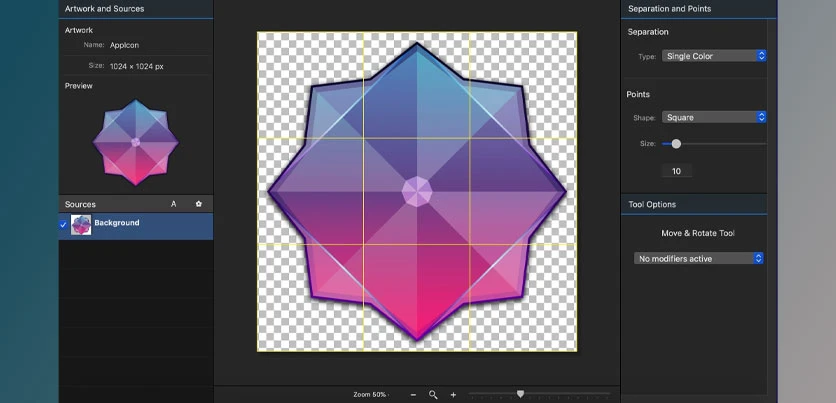 Artwork and Sources
Artwork
Name: AppIcon
Size: 1024 × 1024 px
Preview
Sources A
Background
Zoom 50%
Separation and Points
Separation
Type: Single Color
Points
Shape: Square
Size:
10
Tool Options
Move & Rotate Tool
No modifiers active